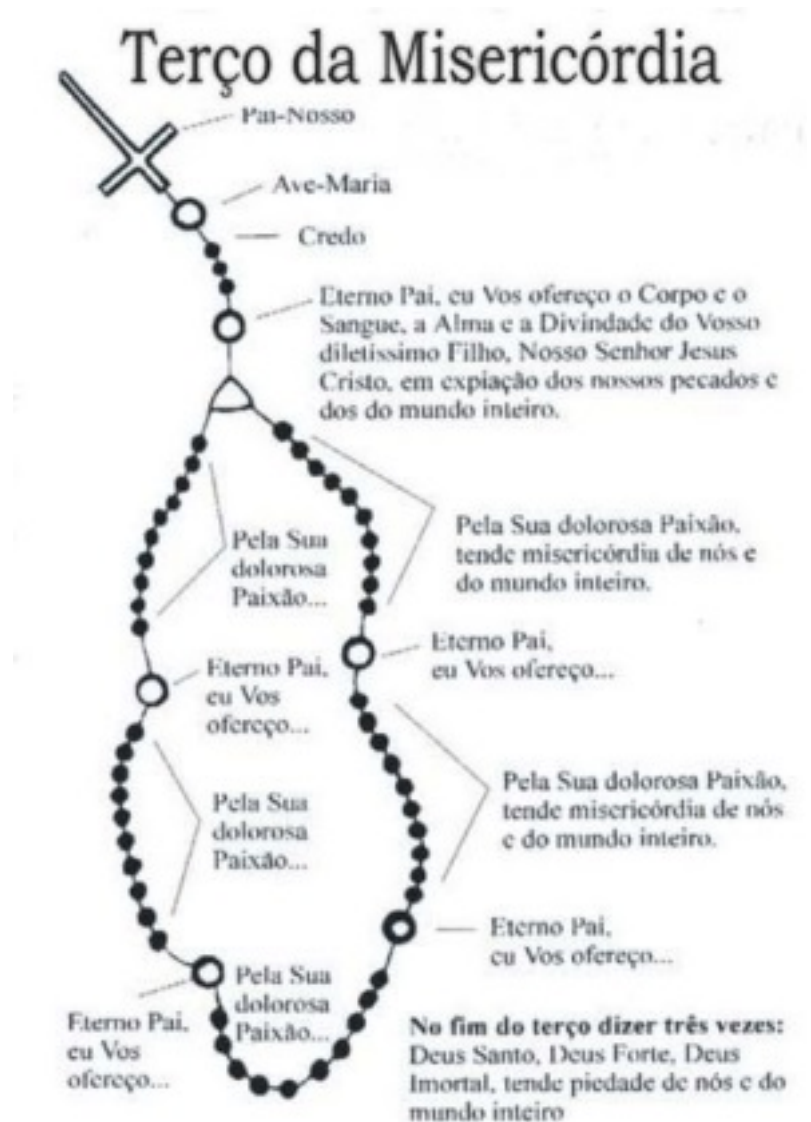 Terço da Misericórdia
Pai-Nosso
Ave-Maria
Credo
Eterno Pai, eu Vos ofereço o Corpo e o
Sangue, a Alma e a Divindade do Vosso
diletíssimo Filho, Nosso Senhor Jesus
Cristo, em expiação dos nossos pecados e
dos do mundo inteiro.
Pela Sua dolorosa Paixão,
tende misericórdia de nós e
do mundo inteiro.
Eterno Pai,
eu Vos ofereço...
Pela Sua dolorosa Paixão,
tende misericórdia de nós
e do mundo inteiro.
Eterno Pai,
eu Vos ofereço...
Pela Sua
dolorosa
Paixão...
Eterno Pai,
eu Vos
ofereço...
Pela Sua
dolorosa
Paixão...
Eterno Pai,
eu Vos
ofereço...
Pela Sua
dolorosa
Paixão...
No fim do terço dizer três vezes:
Deus Santo, Deus Forte, Deus
Imortal, tende piedade de nós e do
mundo inteiro